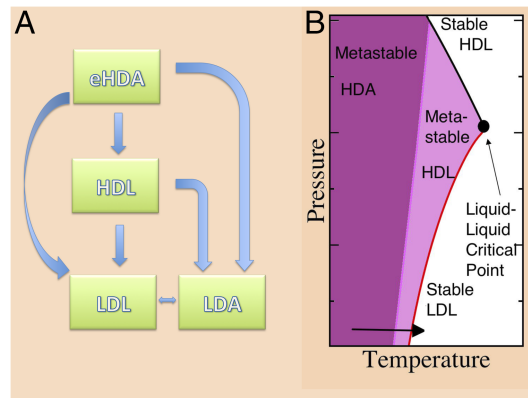 A
eHDA
HDL
LDL
LDA
B
Stable
HDL
Metastable
HDA
Meta-
stable
HDL
Liquid-
Liquid
Critical
Point
Stable
LDL
Pressure
Temperature